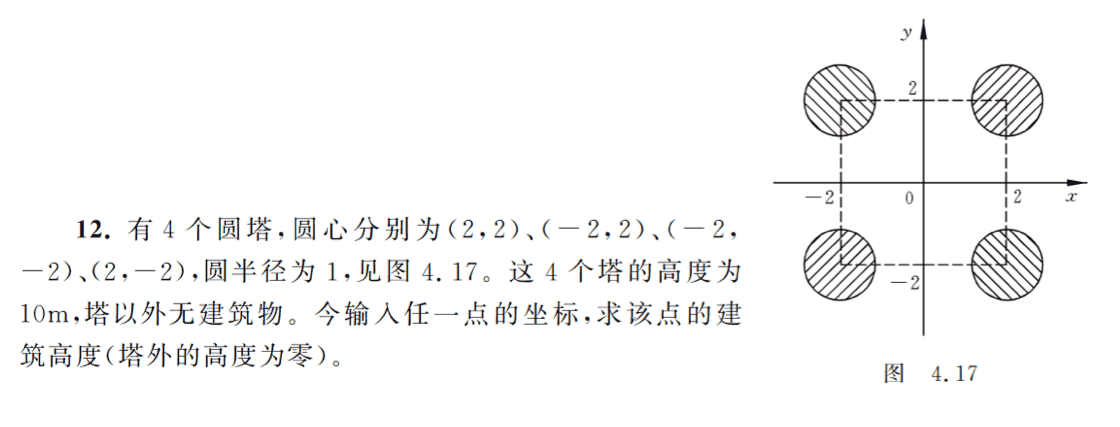 12. 有 4 个圆塔,圆心分别为(2,2)、(-2,2)、(-2,
-2)、(2,-2),圆半径为 1,见图 4.17。这 4 个塔的高度为
10m,塔以外无建筑物。今输入任一点的坐标,求该点的建
筑高度(塔外的高度为零)。
y
2
-2
0
2
x
-2
图 4.17